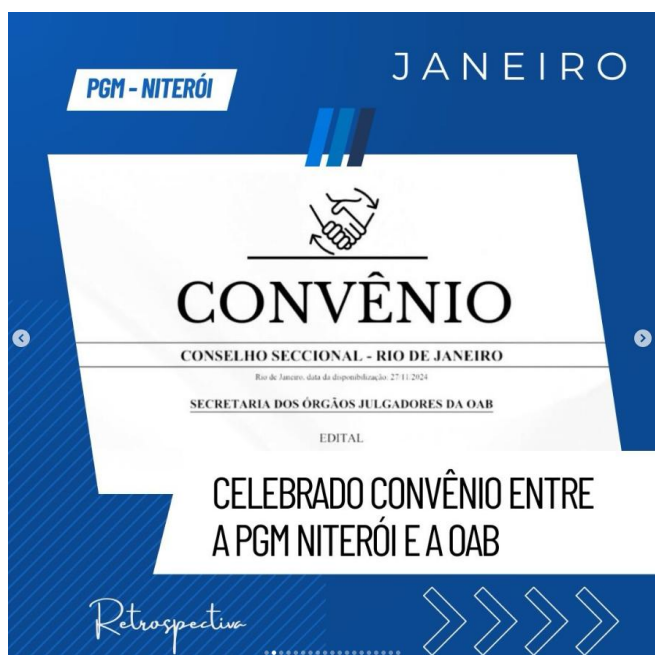 JANEIRO
PGM - NITERÓI
CONVÊNIO
CONSELHO SECCIONAL - RIO DE JANEIRO
Rio de Janeiro, data da disponibilização: 27/11/2024
SECRETARIA DOS ÓRGÃOS JULGADORES DA OAB
EDITAL
CELEBRADO CONVÊNIO ENTRE
A PGM NITERÓI E A OAB
Retrospectiva